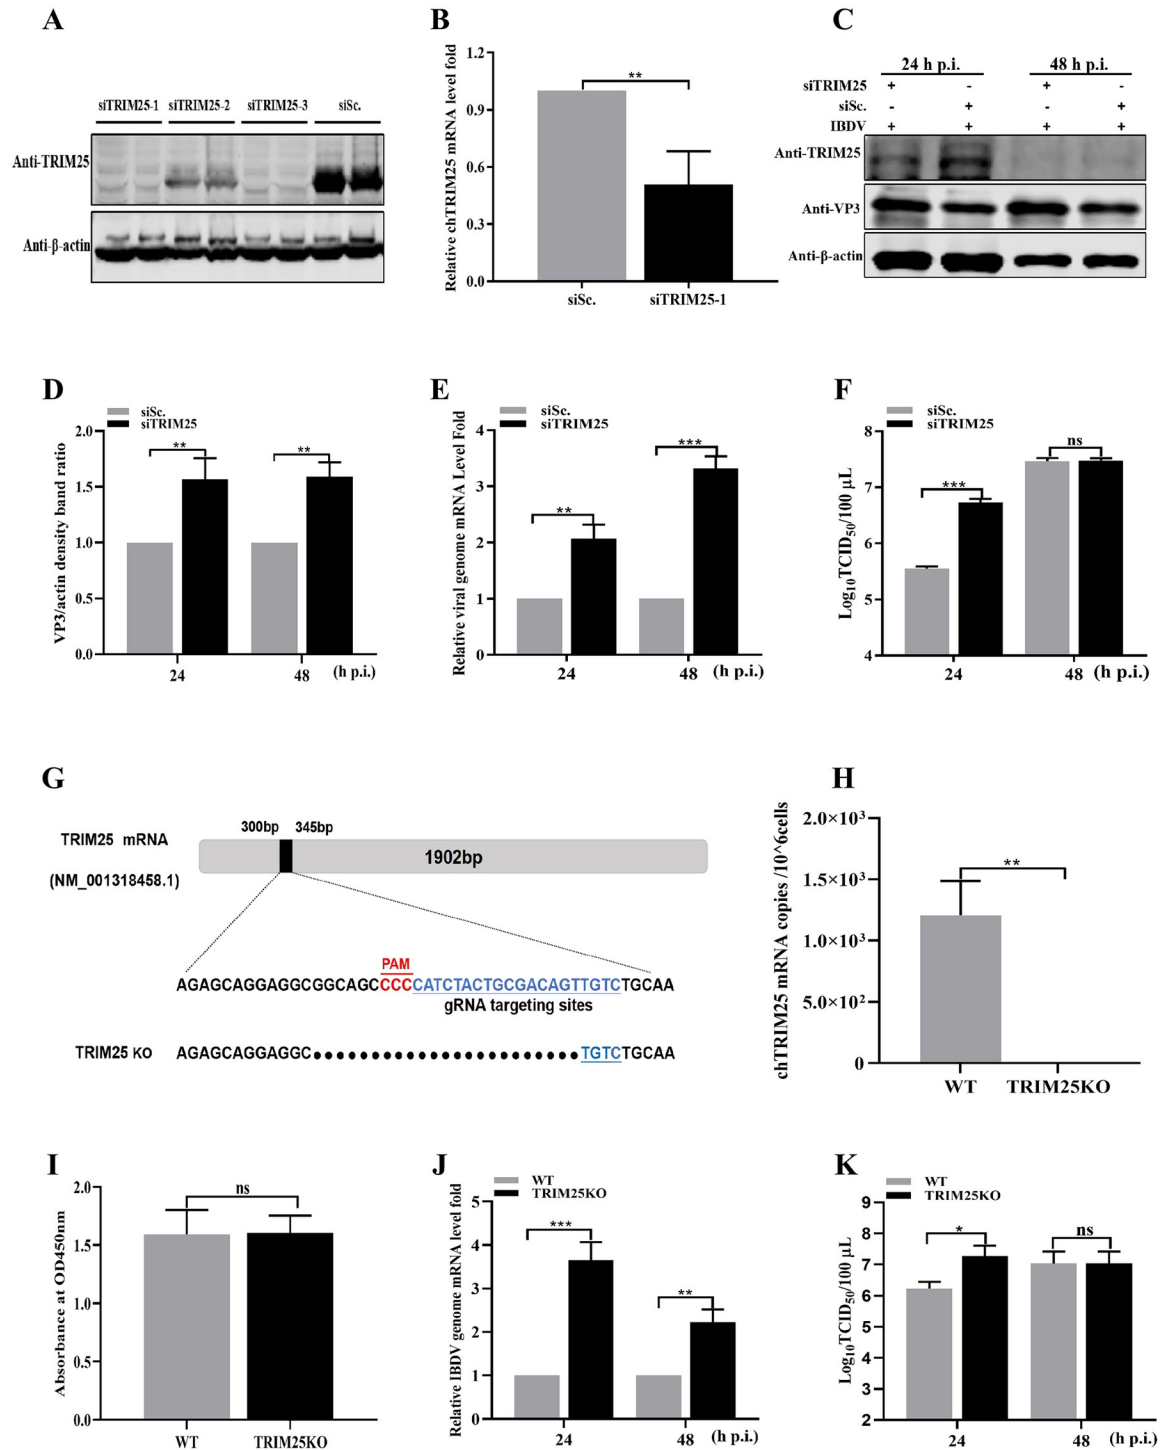 A
siTRIM25-1 siTRIM25-2 siTRIM25-3 siSc.
Anti-TRIM25
Anti-β-actin
B
Relative chTRIM25 mRNA level fold
1.2
0.9
0.6
0.3
0.0
**
siSc. siTRIM25-1
C
24 h p.i. 48 h p.i.
siTRIM25 + - + -
siSc. - + - +
IBDV + + + +
Anti-TRIM25
Anti-VP3
Anti-β-actin
D
siSc.
siTRIM25
VP3/actin density band ratio
2.0
1.5
1.0
0.5
0.0
** **
24 48 (h p.i.)
E
siSc.
siTRIM25
Relative viral genome mRNA Level Fold
4
3
2
1
0
** ***
24 48 (h p.i.)
F
siSc.
siTRIM25
Log10TCID50/100 μL
8
7
6
5
4
*** ns
24 48 (h p.i.)
G
300bp 345bp
TRIM25 mRNA
(NM_001318458.1)
1902bp
PAM
AGAGCAGGAGGCGGCAGCCCCCATCTACTGCGACAGTTGTCTGCAA
gRNA targeting sites
TRIM25 KO AGAGCAGGAGGC•••••••••••••••••••••••TGTCTGCAA
H
chTRIM25 mRNA copies /10^6cells
2.0×10³
1.5×10³
1.0×10³
5.0×10²
0
**
WT TRIM25KO
I
Absorbance at OD450nm
2.0
1.5
1.0
0.5
0.0
ns
WT TRIM25KO
J
WT
TRIM25KO
Relative IBDV genome mRNA level fold
5
4
3
2
1
0
*** **
24 48 (h p.i.)
K
WT
TRIM25KO
Log10TCID50/100 μL
9
8
7
6
5
4
3
2
* ns
24 48 (h p.i.)